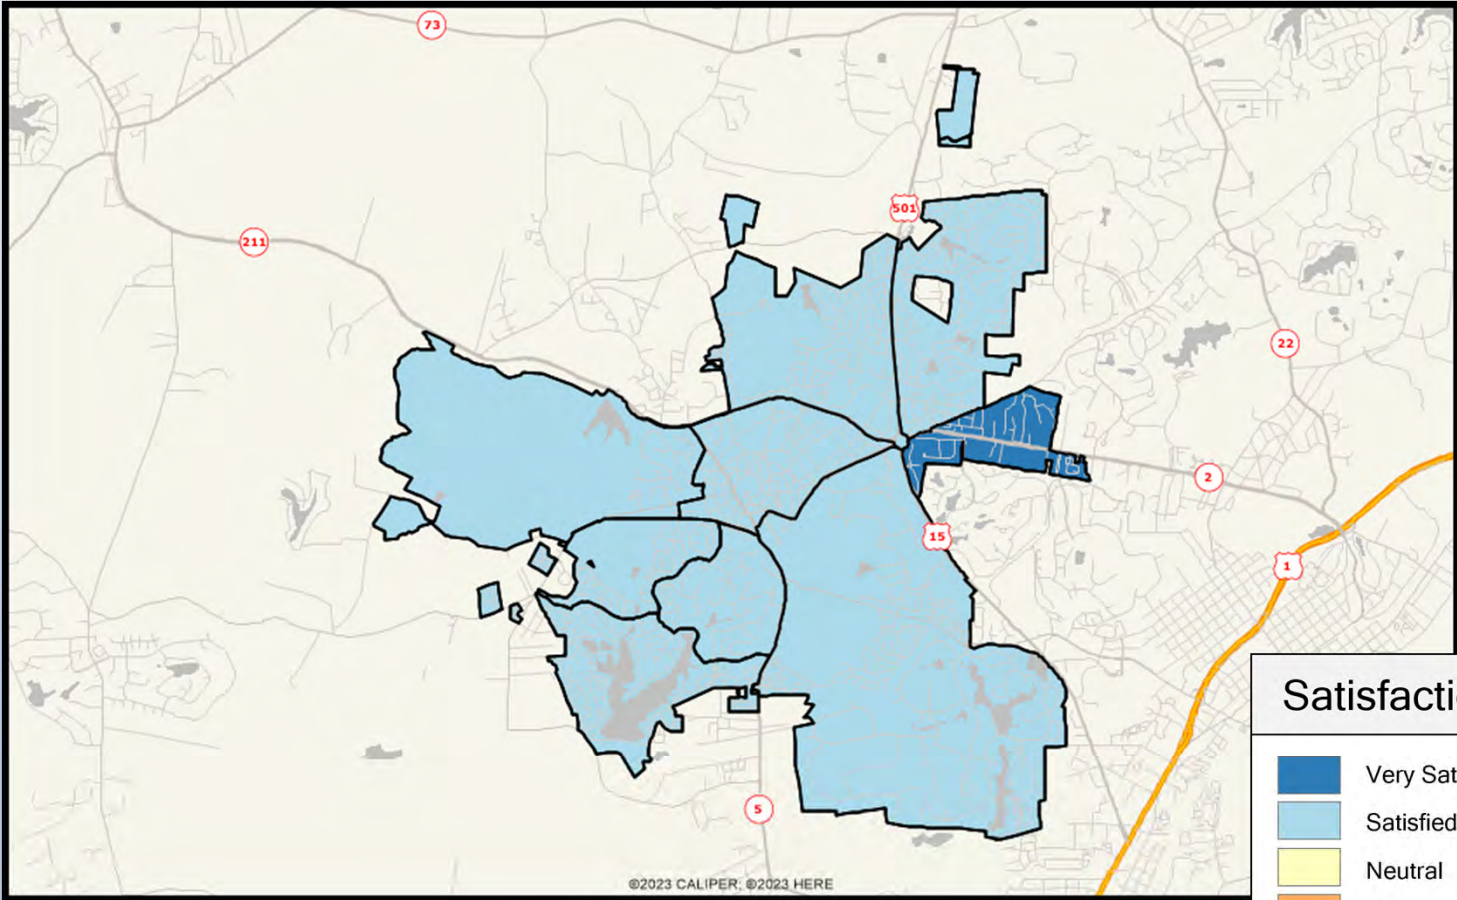 73
501
211
22
2
15
1
Satisfacti
Very Sat
Satisfied
5
Neutral
©2023 CALIPER; ©2023 HERE